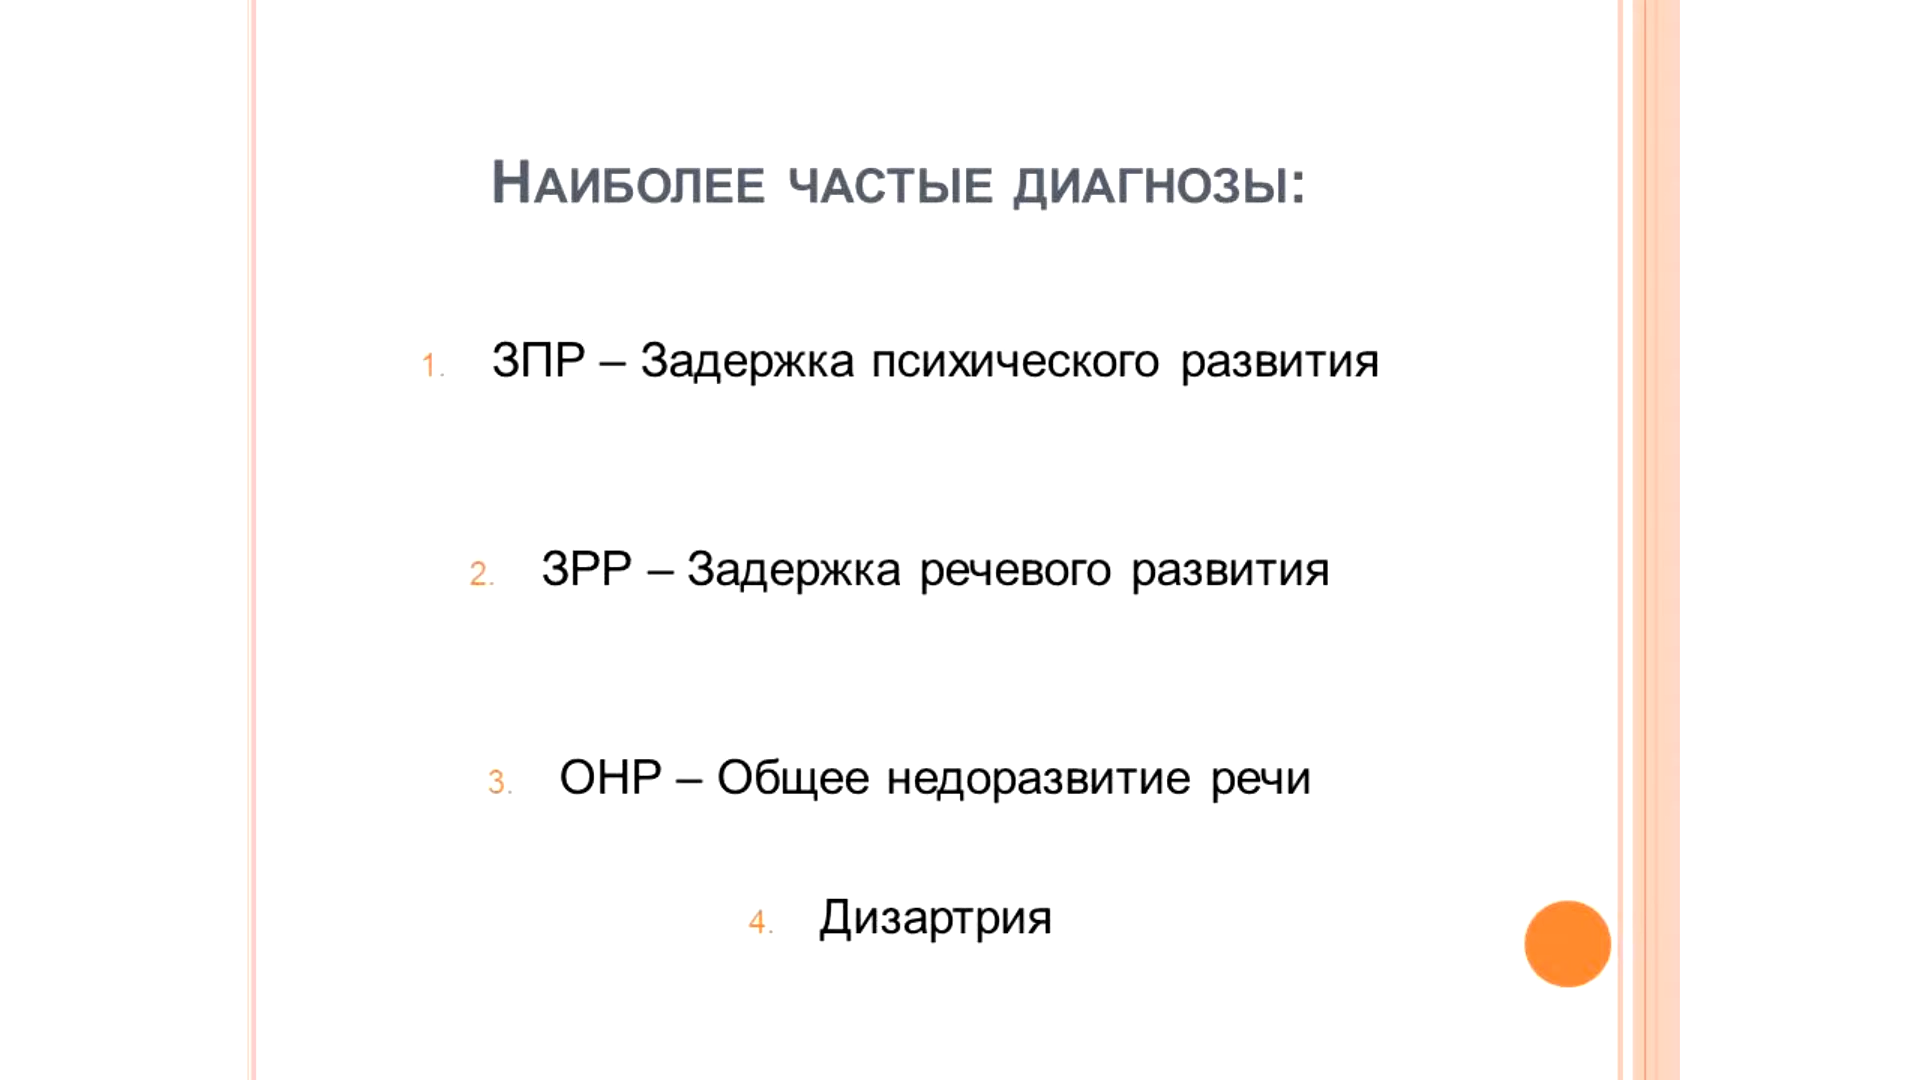 Наиболее частые диагнозы:
1. ЗПР – Задержка психического развития
2. ЗРР – Задержка речевого развития
3. ОНР – Общее недоразвитие речи
4. Дизартрия